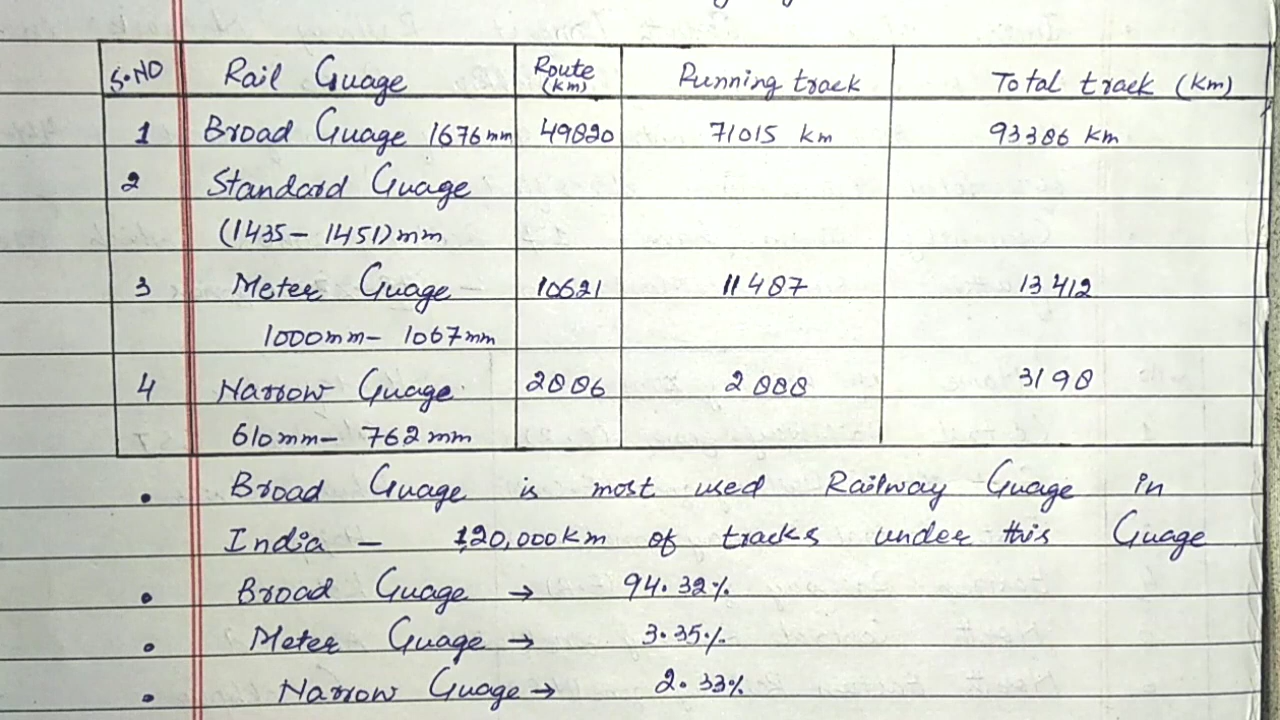 S.NO Rail Guage Route (km) Running track Total track (km)
1 Broad Guage 1676mm 49820 71015 km 93386 km
2 Standard Guage
(1435- 1451)mm
3 Meter Guage - 10621 11487 13412
1000mm- 1067mm
4 Narrow Guage. 2886 2888 3198
610mm- 762mm
• Broad Guage is most used Railway Guage in
India - 120,000km of tracks under this Guage
• Broad Guage → 94.32%
• Meter Guage → 3.35%
• Narrow Guage → 2.33%